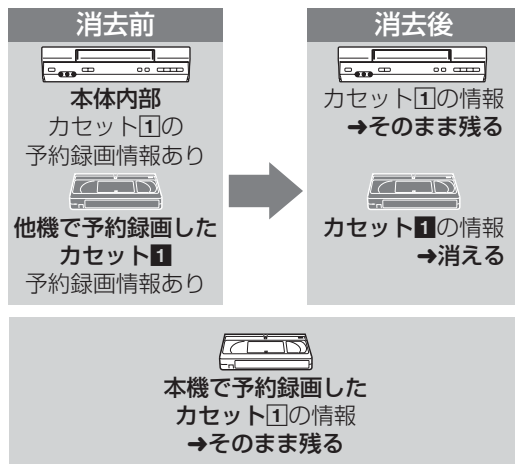 消去前
本体内部
カセット1の
予約録画情報あり
他機で予約録画した
カセット1
予約録画情報あり
消去後
カセット1の情報
➜そのまま残る
カセット1の情報
➜消える
本機で予約録画した
カセット1の情報
➜そのまま残る